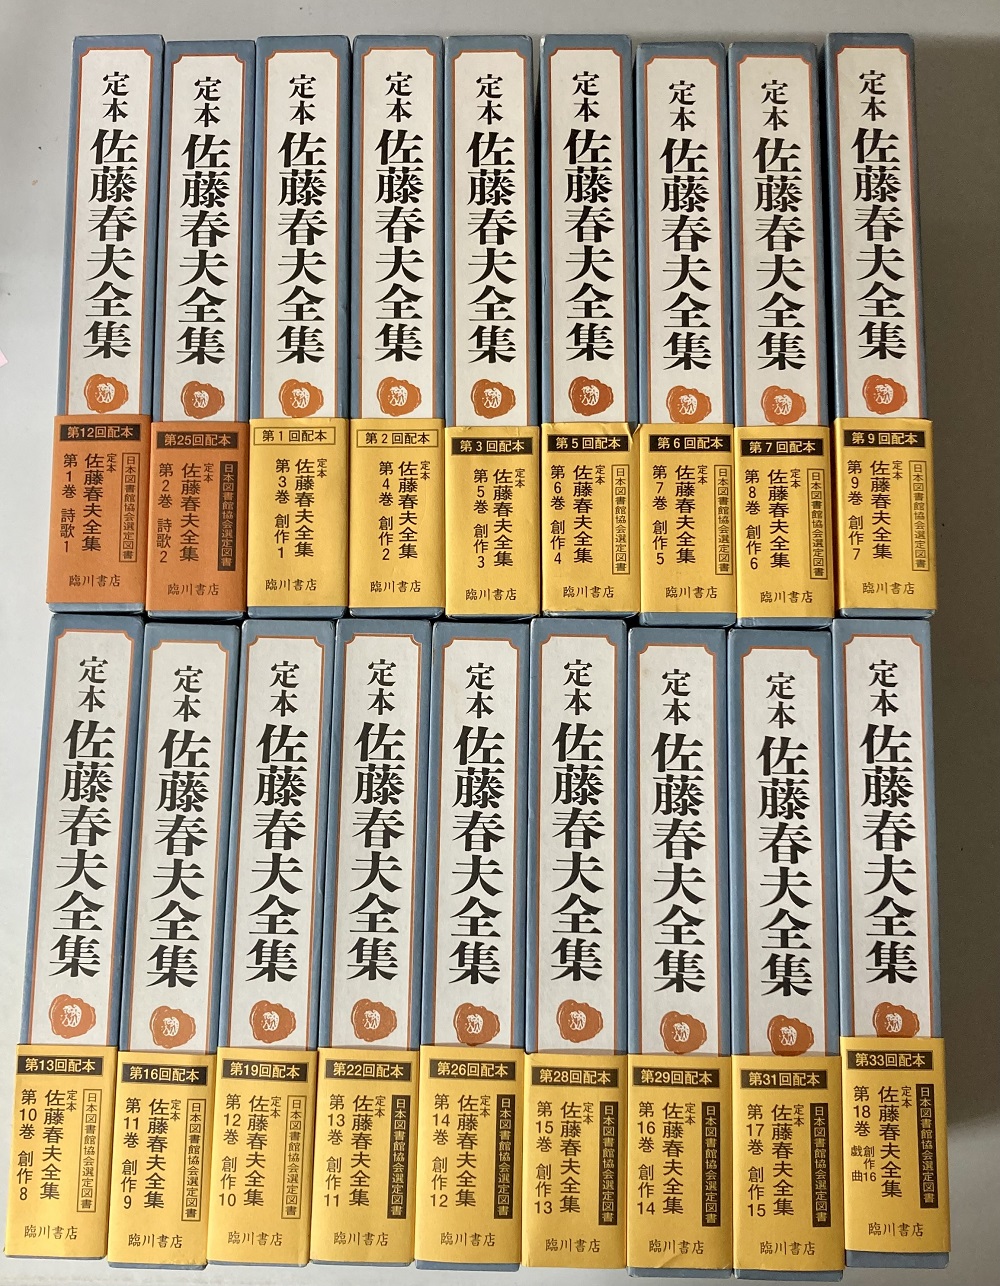 定本 佐藤春夫全集
第12回配本
日本図書館協会選定図書
定本 佐藤春夫全集
第1巻 詩歌1
臨川書店
定本 佐藤春夫全集
第25回配本
日本図書館協会選定図書
定本 佐藤春夫全集
第2巻 詩歌2
臨川書店
定本 佐藤春夫全集
第1回配本
定本 佐藤春夫全集
第3巻 創作1
臨川書店
定本 佐藤春夫全集
第2回配本
定本 佐藤春夫全集
第4巻 創作2
臨川書店
定本 佐藤春夫全集
第3回配本
定本 佐藤春夫全集
第5巻 創作3
臨川書店
定本 佐藤春夫全集
第5回配本
日本図書館協会選定図書
定本 佐藤春夫全集
第6巻 創作4
臨川書店
定本 佐藤春夫全集
第6回配本
日本図書館協会選定図書
定本 佐藤春夫全集
第7巻 創作5
臨川書店
定本 佐藤春夫全集
第7回配本
日本図書館協会選定図書
定本 佐藤春夫全集
第8巻 創作6
臨川書店
定本 佐藤春夫全集
第9回配本
日本図書館協会選定図書
定本 佐藤春夫全集
第9巻 創作7
臨川書店
定本 佐藤春夫全集
第13回配本
日本図書館協会選定図書
定本 佐藤春夫全集
第10巻 創作8
臨川書店
定本 佐藤春夫全集
第16回配本
日本図書館協会選定図書
定本 佐藤春夫全集
第11巻 創作9
臨川書店
定本 佐藤春夫全集
第19回配本
日本図書館協会選定図書
定本 佐藤春夫全集
第12巻 創作10
臨川書店
定本 佐藤春夫全集
第22回配本
日本図書館協会選定図書
定本 佐藤春夫全集
第13巻 創作11
臨川書店
定本 佐藤春夫全集
第26回配本
日本図書館協会選定図書
定本 佐藤春夫全集
第14巻 創作12
臨川書店
定本 佐藤春夫全集
第28回配本
日本図書館協会選定図書
定本 佐藤春夫全集
第15巻 創作13
臨川書店
定本 佐藤春夫全集
第29回配本
日本図書館協会選定図書
定本 佐藤春夫全集
第16巻 創作14
臨川書店
定本 佐藤春夫全集
第31回配本
日本図書館協会選定図書
定本 佐藤春夫全集
第17巻 創作15
臨川書店
定本 佐藤春夫全集
第33回配本
日本図書館協会選定図書
定本 佐藤春夫全集
第18巻 創作16
戯曲
臨川書店